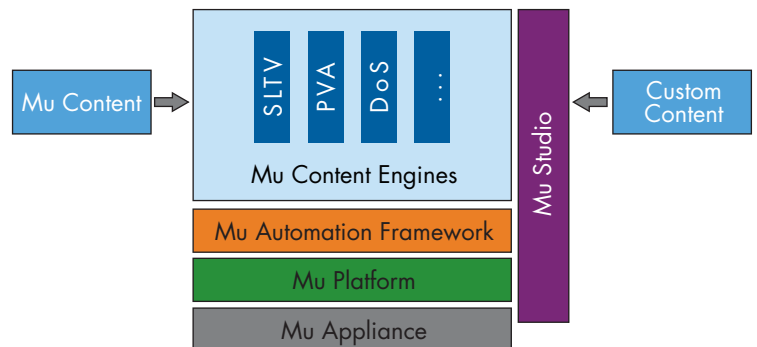 Mu Content
SLTV
PVA
DoS
...
Mu Content Engines
Mu Studio
Custom
Content
Mu Automation Framework
Mu Platform
Mu Appliance